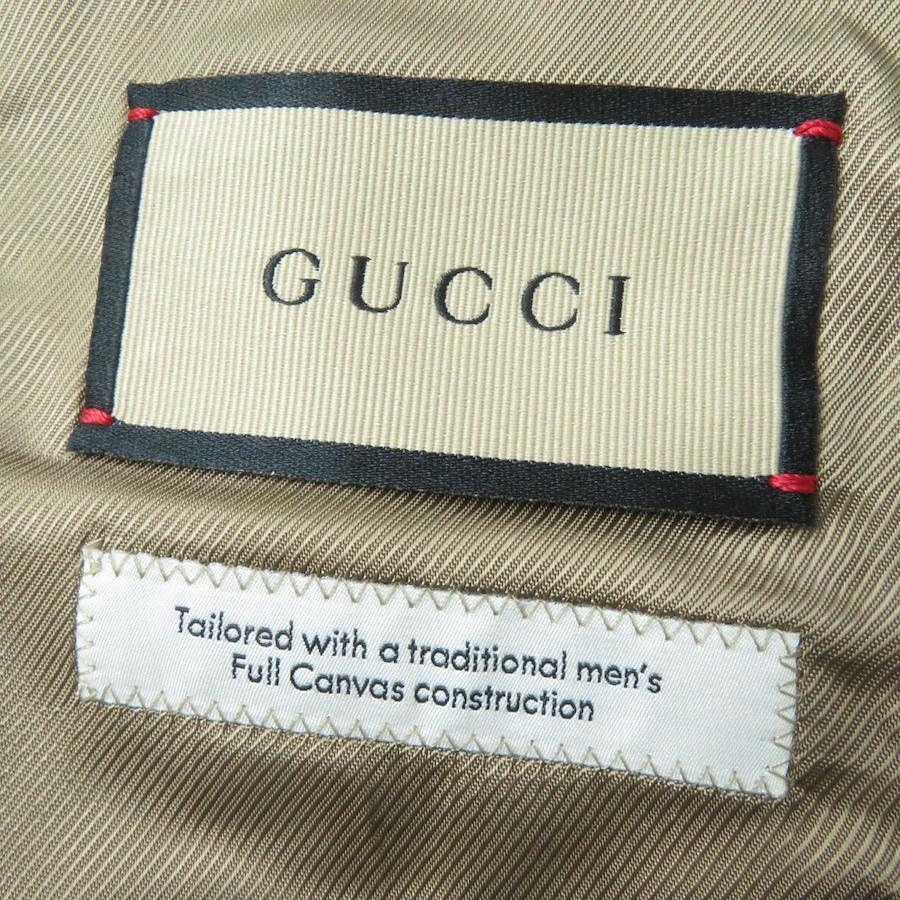 GUCCI
Tailored with a traditional men's
Full Canvas construction